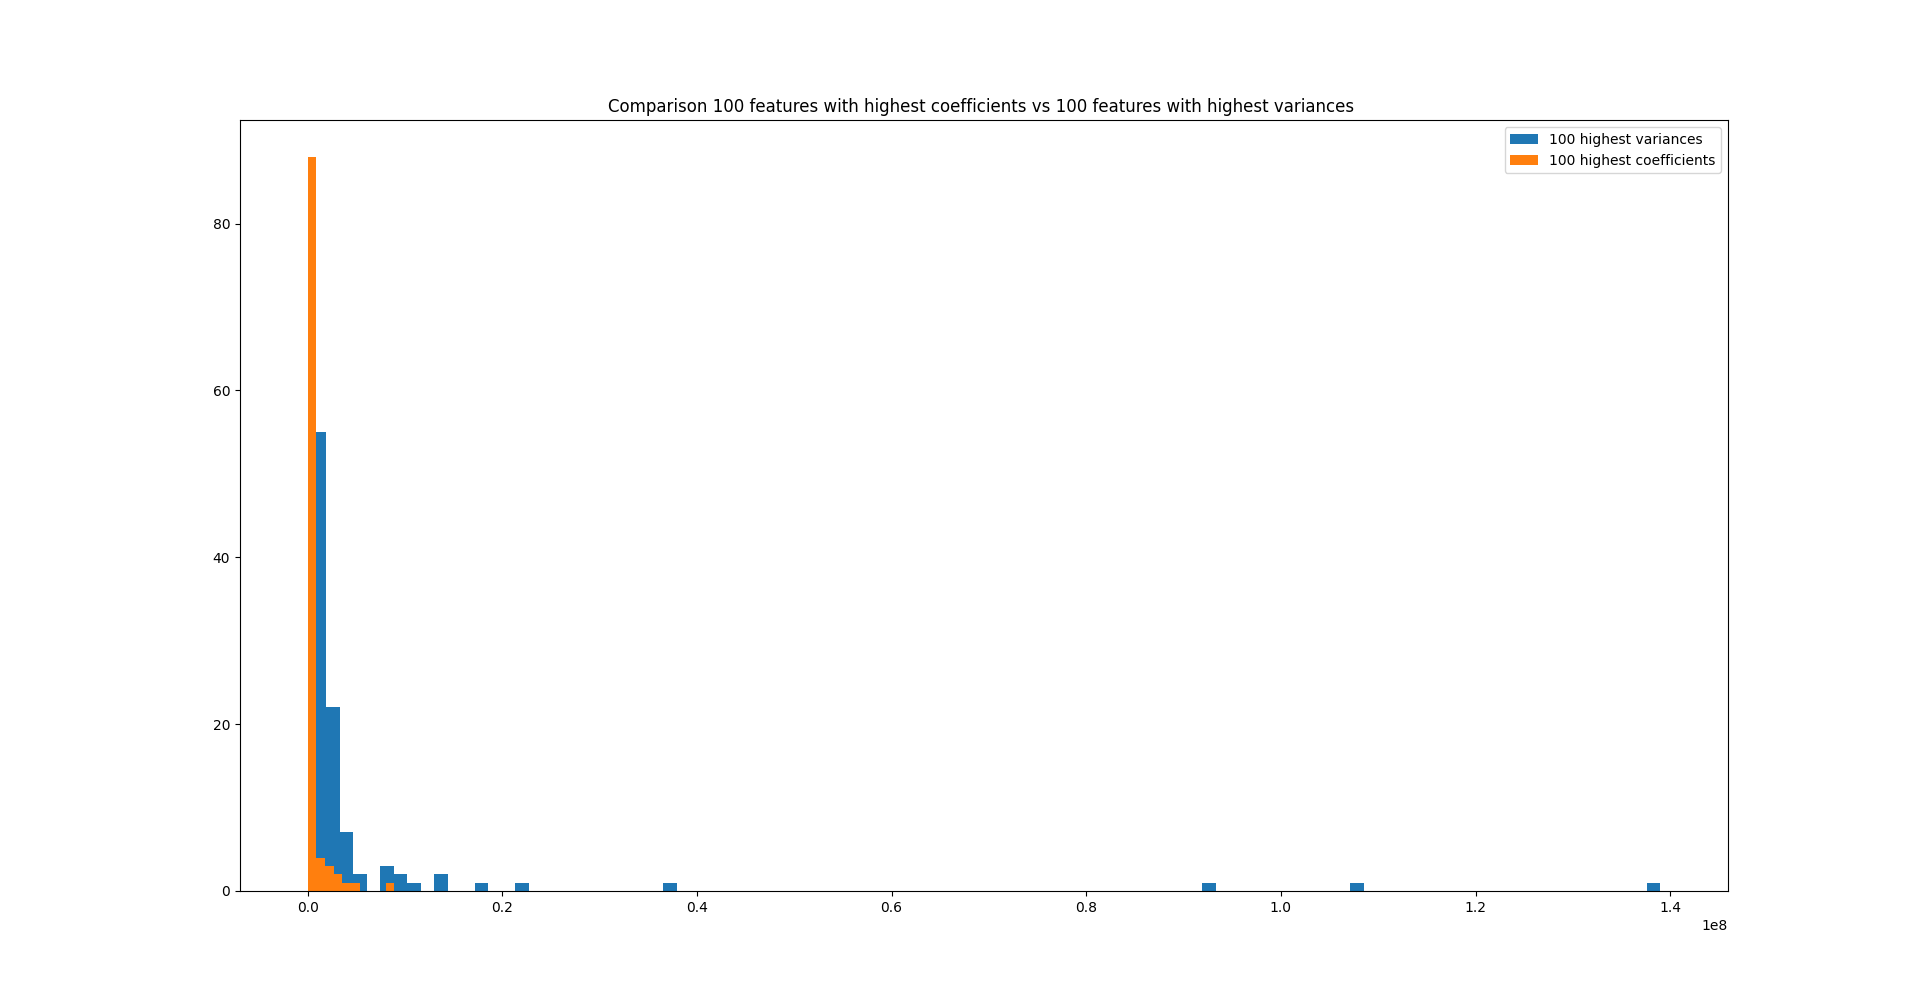 Comparison 100 features with highest coefficients vs 100 features with highest variances
100 highest variances
100 highest coefficients
80
60
40
20
0
0.0 0.2 0.4 0.6 0.8 1.0 1.2 1.4
1e8